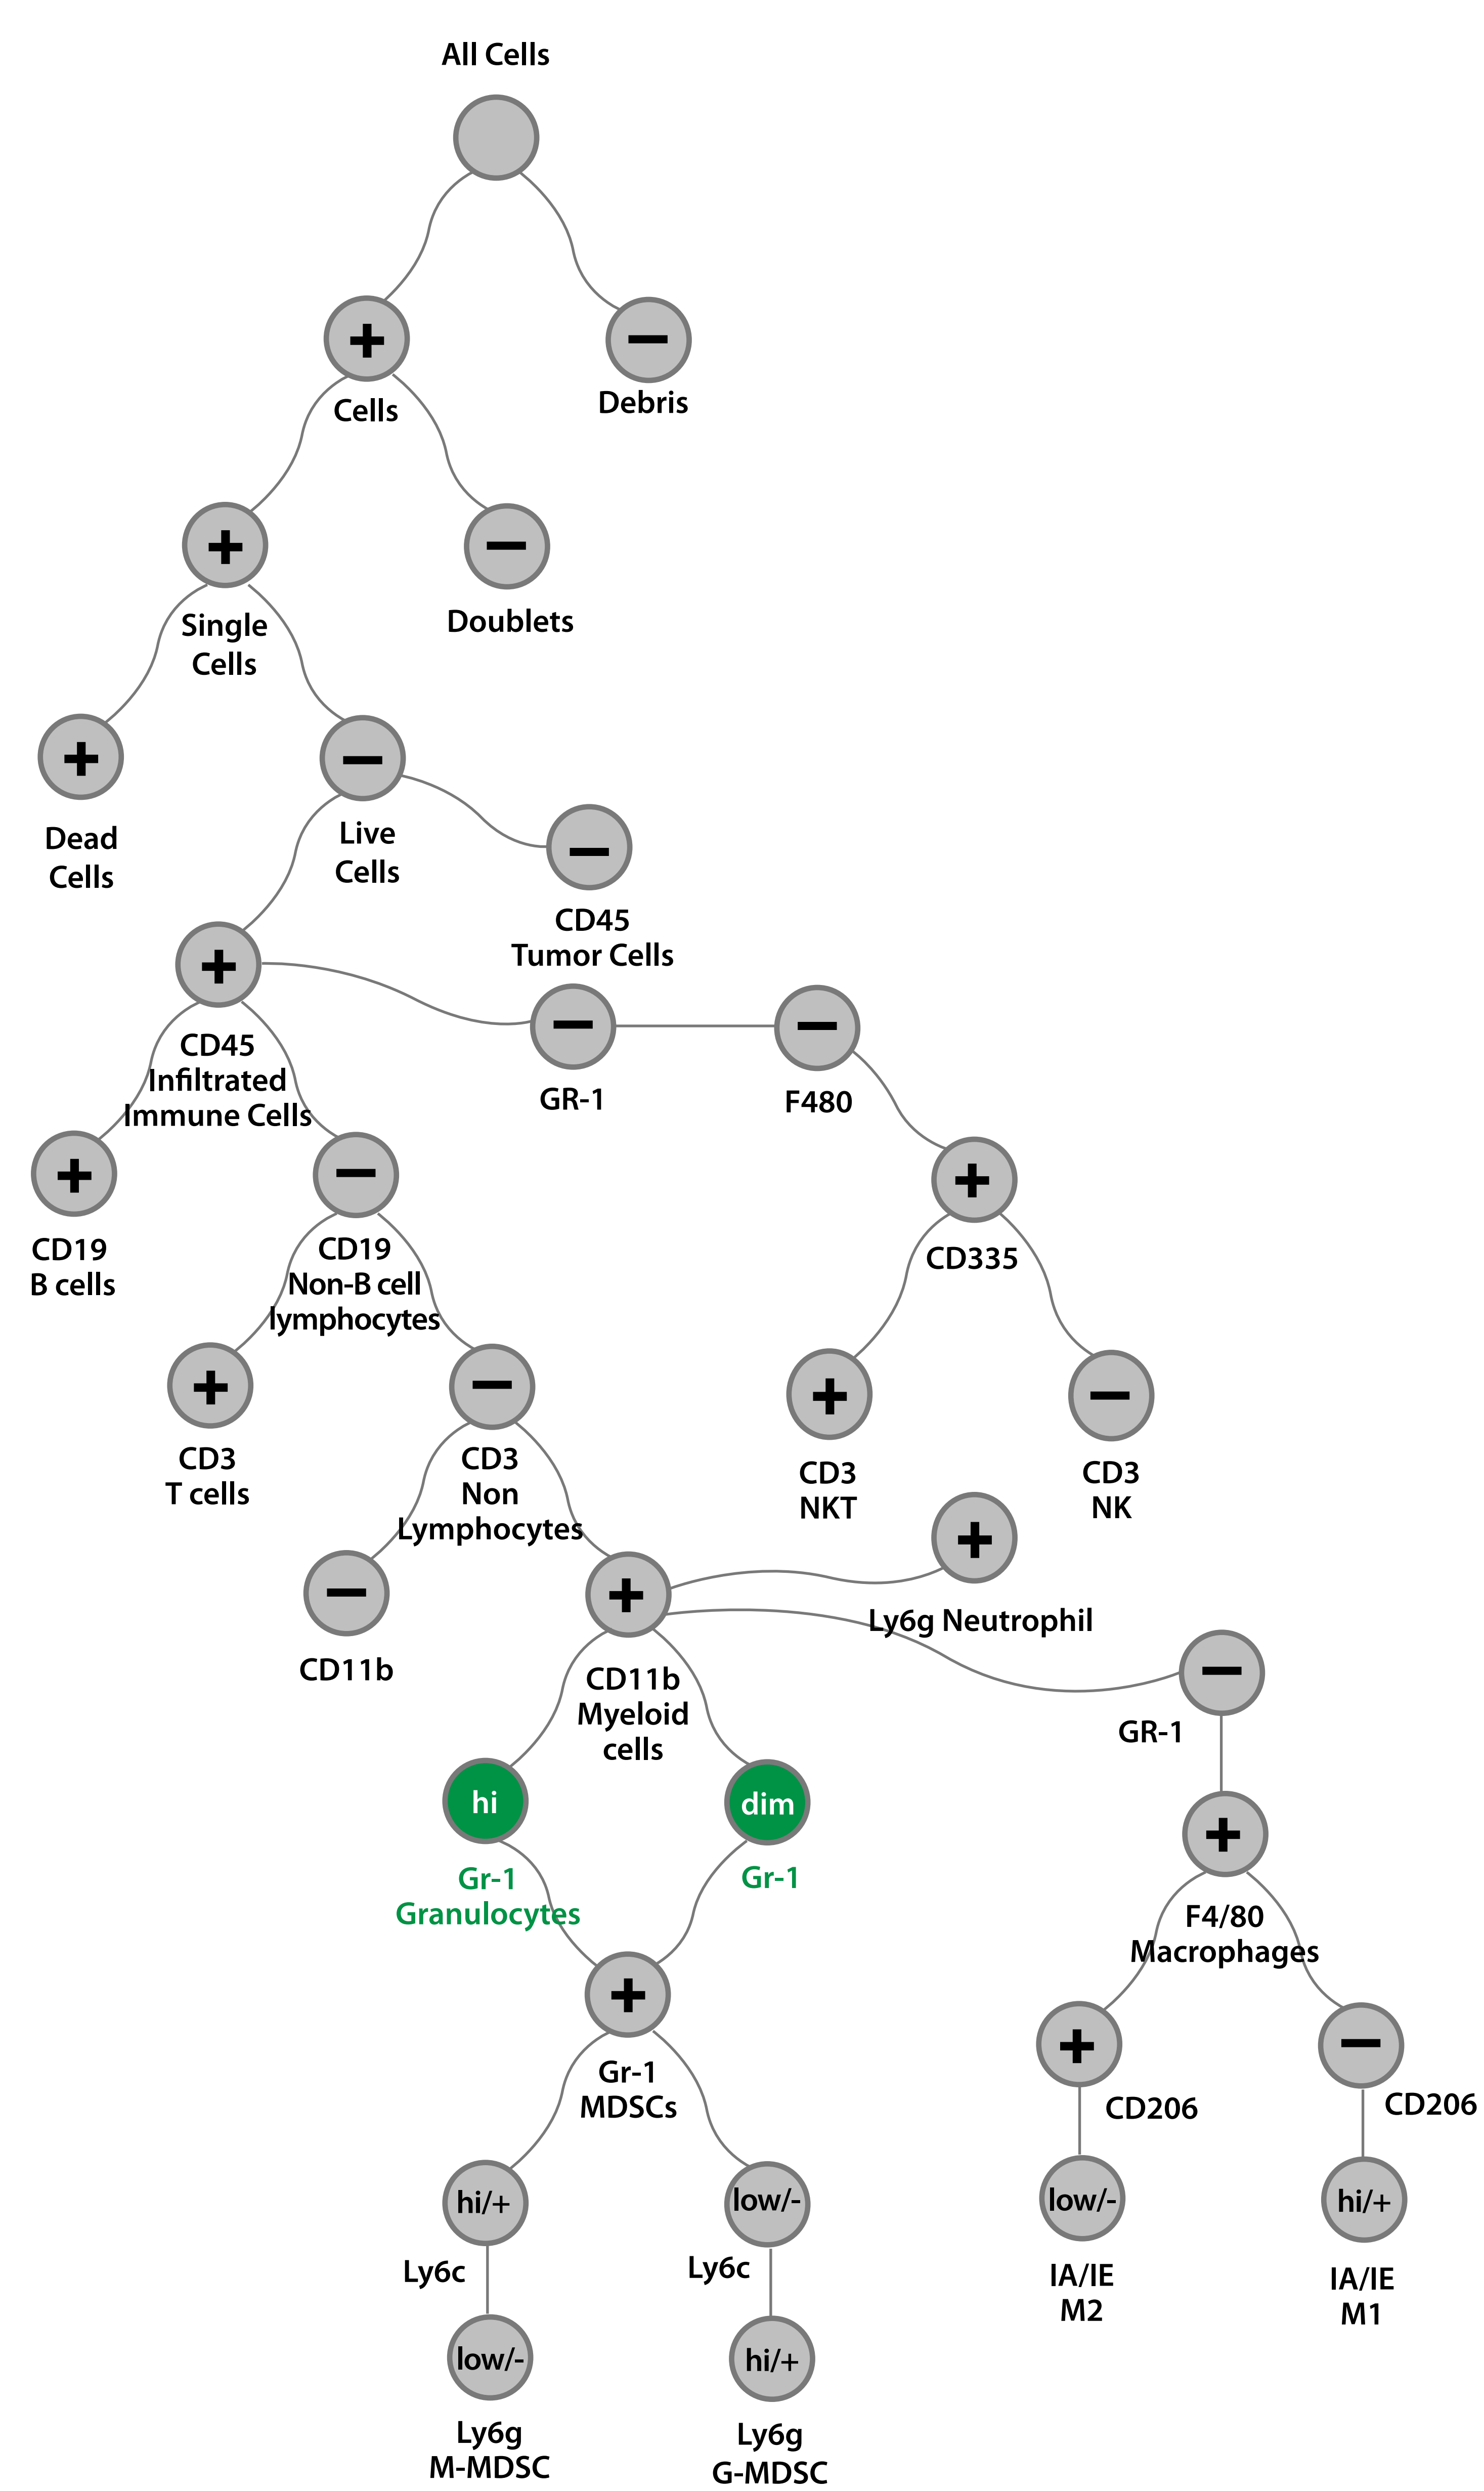 All Cells
+
−
Cells
Debris
+
−
Single
Cells
Doublets
+
−
Dead
Cells
Live
Cells
−
CD45
Tumor Cells
+
CD45
Infiltrated
Immune Cells
−
GR-1
−
F480
+
CD19
B cells
−
CD19
Non-B cell
lymphocytes
+
CD335
+
CD3
T cells
−
CD3
Non
Lymphocytes
+
CD3
NKT
−
CD3
NK
−
CD11b
+
CD11b
Myeloid
cells
+
Ly6g Neutrophil
−
GR-1
hi
Gr-1
Granulocytes
dim
Gr-1
+
F4/80
Macrophages
+
Gr-1
MDSCs
+
CD206
−
CD206
hi/+
Ly6c
low/-
Ly6c
low/-
IA/IE
M2
hi/+
IA/IE
M1
low/-
Ly6g
M-MDSC
hi/+
Ly6g
G-MDSC